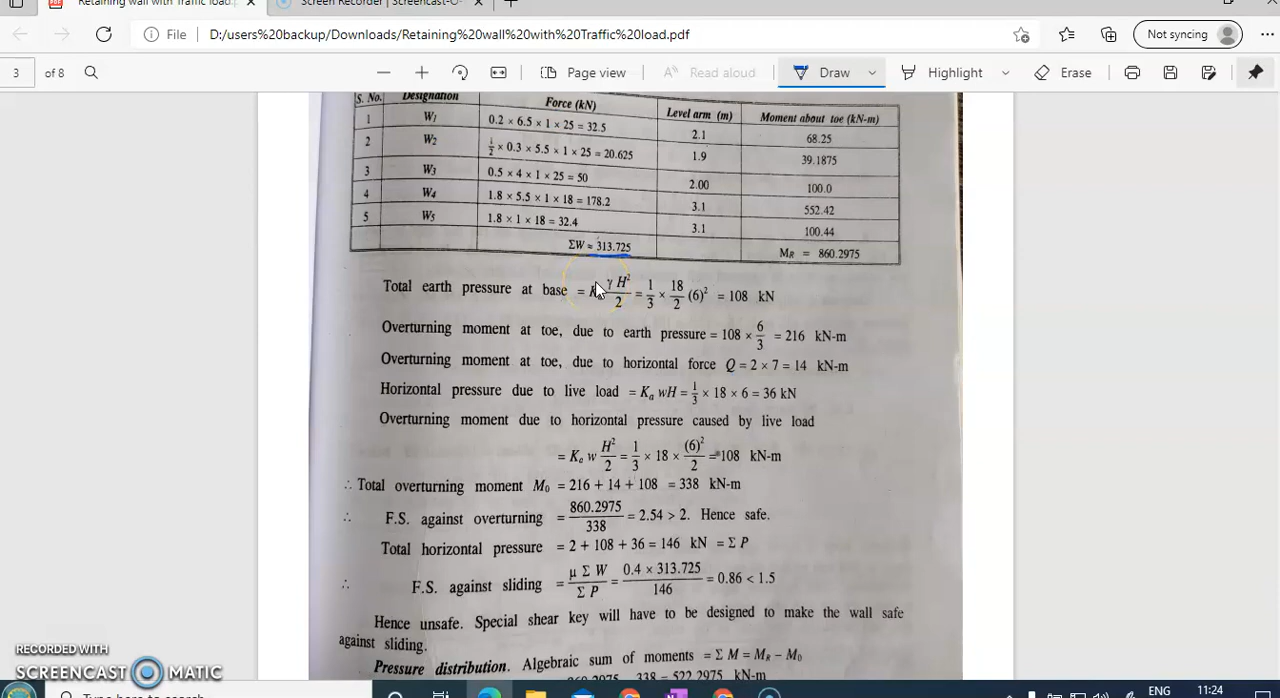 Retaining wall with Traffic load.
Screen Recorder | Screencast-O-
File D:/users%20backup/Downloads/Retaining%20wall%20with%20Traffic%20load.pdf Not syncing
3 of 8 Page view Read aloud Draw Highlight Erase
S. No. Designation Force (kN) Level arm (m) Moment about toe (kN-m)
1 W1 0.2 × 6.5 × 1 × 25 = 32.5 2.1 68.25
2 W2 ½ × 0.3 × 5.5 × 1 × 25 = 20.625 1.9 39.1875
3 W3 0.5 × 4 × 1 × 25 = 50 2.00 100.0
4 W4 1.8 × 5.5 × 1 × 18 = 178.2 3.1 552.42
5 W5 1.8 × 1 × 18 = 32.4 3.1 100.44
ΣW = 313.725 MR = 860.2975
Total earth pressure at base = K γ H²/2 = 1/3 × 18/2 (6)² = 108 kN
Overturning moment at toe, due to earth pressure = 108 × 6/3 = 216 kN-m
Overturning moment at toe, due to horizontal force Q = 2 × 7 = 14 kN-m
Horizontal pressure due to live load = Ka wH = 1/3 × 18 × 6 = 36 kN
Overturning moment due to horizontal pressure caused by live load
= Ka w H²/2 = 1/3 × 18 × (6)²/2 = 108 kN-m
∴ Total overturning moment M0 = 216 + 14 + 108 = 338 kN-m
∴ F.S. against overturning = 860.2975/338 = 2.54 > 2. Hence safe.
Total horizontal pressure = 2 + 108 + 36 = 146 kN = Σ P
∴ F.S. against sliding = μ Σ W/Σ P = 0.4 × 313.725/146 = 0.86 < 1.5
Hence unsafe. Special shear key will have to be designed to make the wall safe
against sliding.
Pressure distribution. Algebraic sum of moments = Σ M = MR − M0
338 = 522.2975 kN-m
RECORDED WITH
SCREENCAST MATIC
ENG 11:24